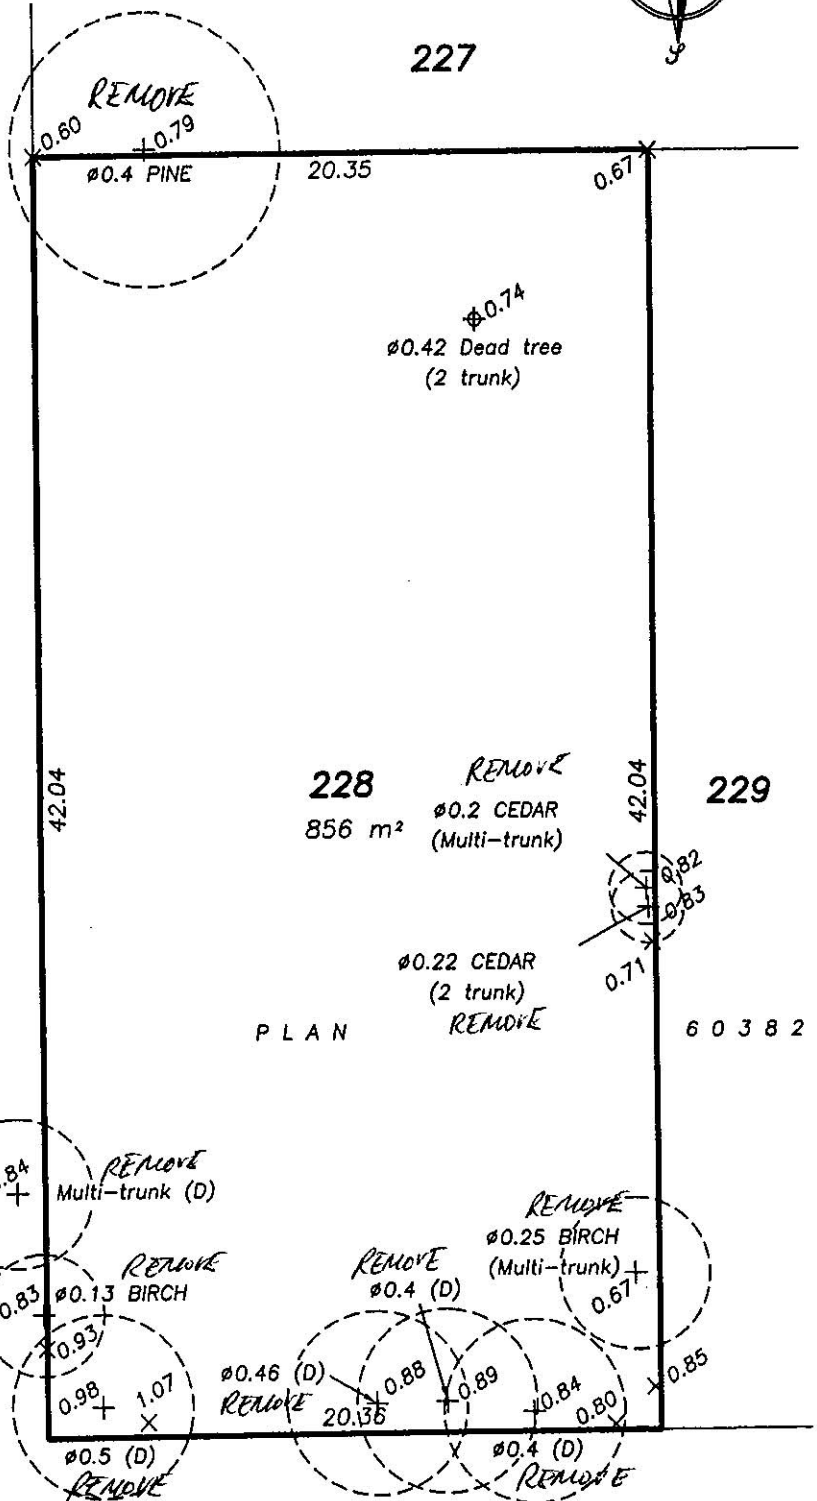 S
227
REMOVE
0.60
0.79
ø0.4 PINE
20.35
0.67
0.74
ø0.42 Dead tree
(2 trunk)
42.04
228
856 m²
REMOVE
ø0.2 CEDAR
(Multi-trunk)
42.04
229
0.82
0.83
0.71
ø0.22 CEDAR
(2 trunk)
REMOVE
PLAN
60382
.84
REMOVE
Multi-trunk (D)
REMOVE
ø0.25 BIRCH
(Multi-trunk)
0.67
REMOVE
0.83
ø0.13 BIRCH
0.93
REMOVE
ø0.4 (D)
ø0.46 (D)
REMOVE
0.88
0.89
0.84
0.80
0.85
0.98
1.07
20.36
ø0.5 (D)
REMOVE
ø0.4 (D)
REMOVE